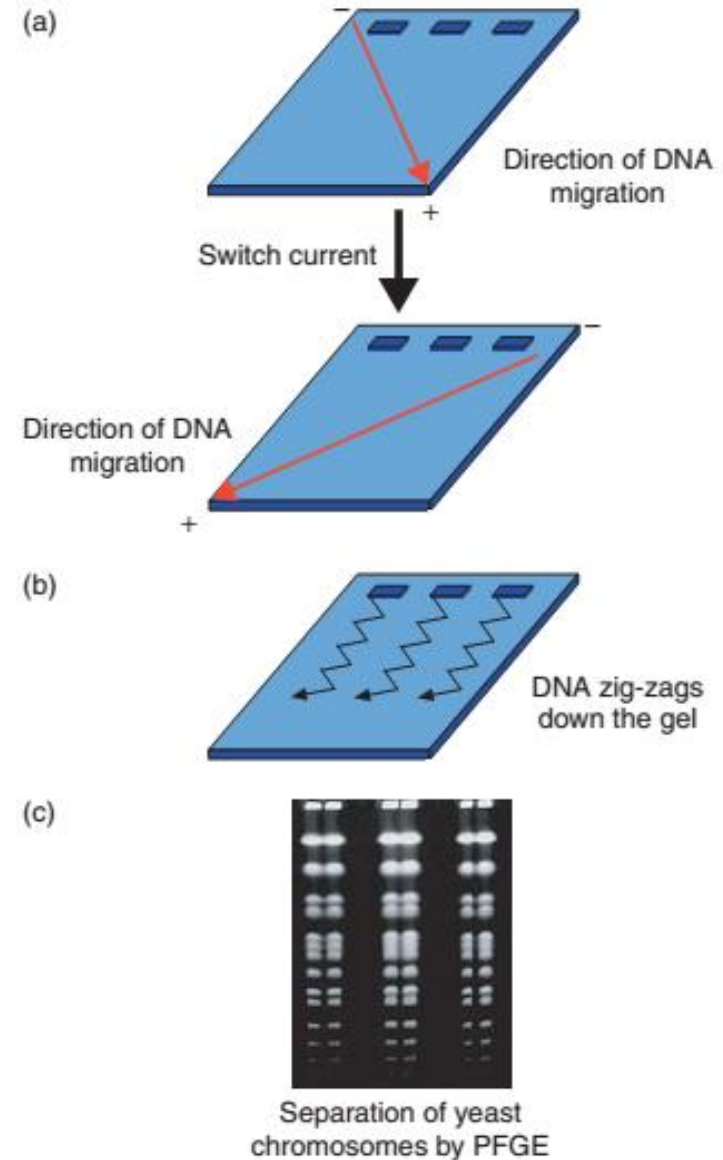 (a)
−
Direction of DNA
migration
+
Switch current
−
Direction of DNA
migration
+
(b)
DNA zig-zags
down the gel
(c)
Separation of yeast
chromosomes by PFGE